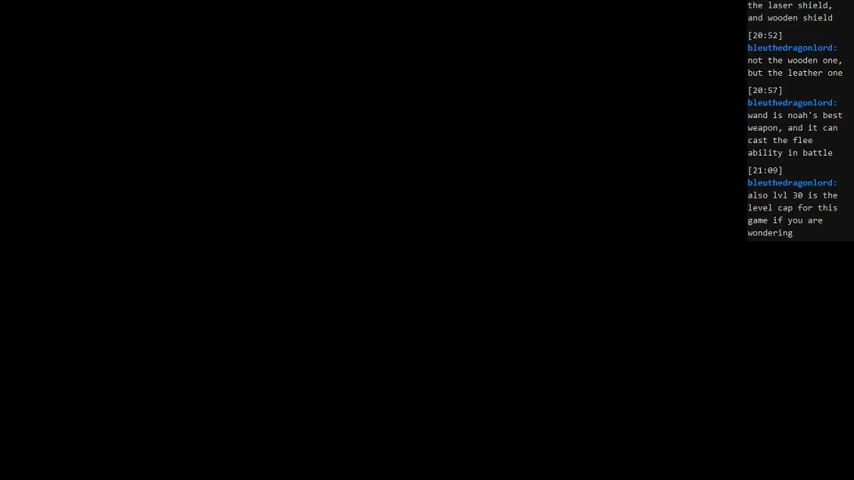 the laser shield,
and wooden shield
[20:52]
bleuthedragonlord:
not the wooden one,
but the leather one
[20:57]
bleuthedragonlord:
wand is noah's best
weapon, and it can
cast the flee
ability in battle
[21:09]
bleuthedragonlord:
also lvl 30 is the
level cap for this
game if you are
wondering